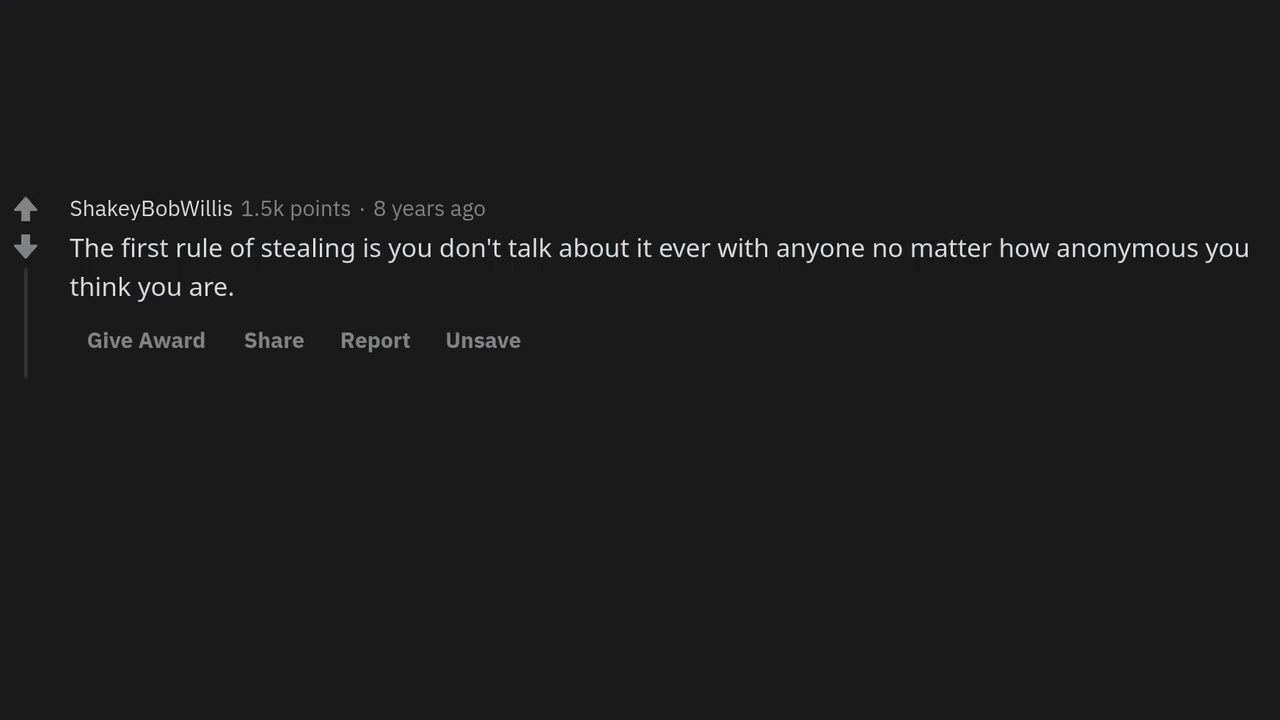 ShakeyBobWillis 1.5k points · 8 years ago
The first rule of stealing is you don't talk about it ever with anyone no matter how anonymous you
think you are.
Give Award Share Report Unsave